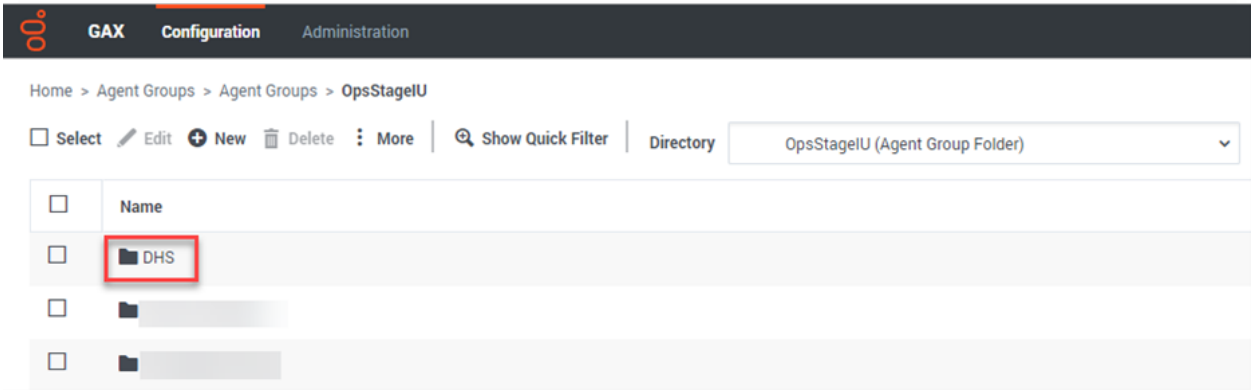 GAX Configuration Administration
Home > Agent Groups > Agent Groups > OpsStageIU
Select Edit New Delete More Show Quick Filter Directory OpsStageIU (Agent Group Folder)
Name
DHS